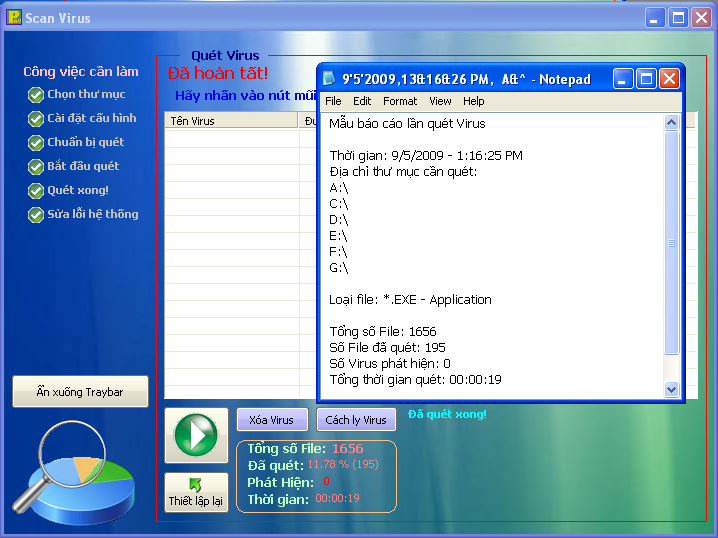 Scan Virus
Công việc cần làm
Chọn thư mục
Cài đặt cấu hình
Chuẩn bị quét
Bắt đầu quét
Quét xong!
Sửa lỗi hệ thống
Ẩn xuống Traybar
Quét Virus
Đã hoàn tất!
Hãy nhấn vào nút mũi
Tên Virus
9'5'2009,13&16&26 PM, A&^ - Notepad
File Edit Format View Help
Mẫu báo cáo lần quét Virus
Thời gian: 9/5/2009 - 1:16:25 PM
Địa chỉ thư mục cần quét:
A:\
C:\
D:\
E:\
F:\
G:\
Loại file: *.EXE - Application
Tổng số File: 1656
Số File đã quét: 195
Số Virus phát hiện: 0
Tổng thời gian quét: 00:00:19
Xóa Virus
Cách ly Virus
Đã quét xong!
Thiết lập lại
Tổng số File: 1656
Đã quét: 11.78 % (195)
Phát Hiện: 0
Thời gian: 00:00:19